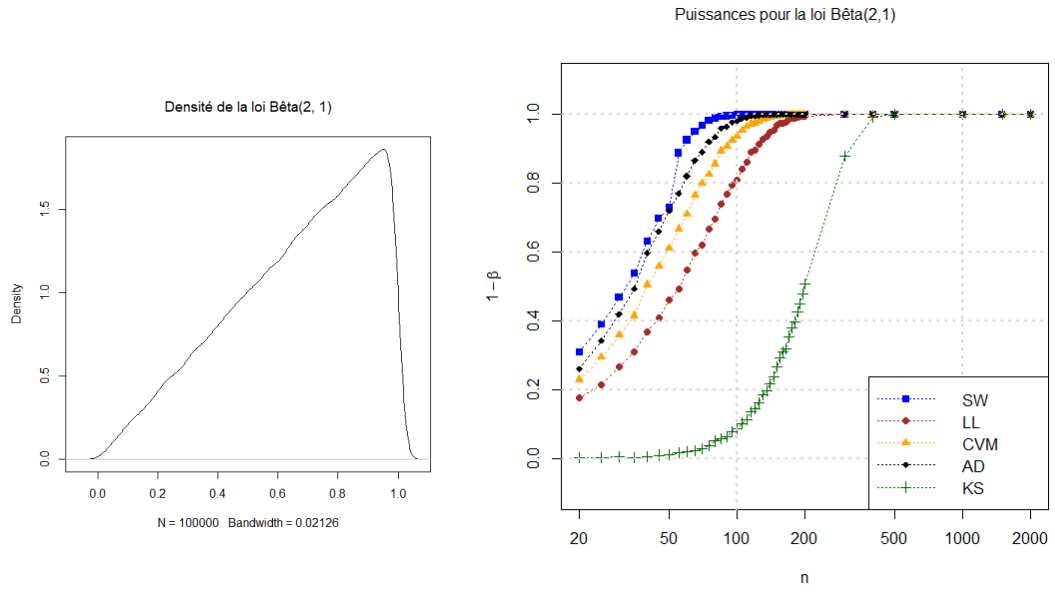 Densité de la loi Bêta(2, 1)
Density
0.0
0.5
1.0
1.5
0.0 0.2 0.4 0.6 0.8 1.0
N = 100000 Bandwidth = 0.02126
Puissances pour la loi Bêta(2,1)
1 − β
0.0
0.2
0.4
0.6
0.8
1.0
SW
LL
CVM
AD
KS
20 50 100 200 500 1000 2000
n